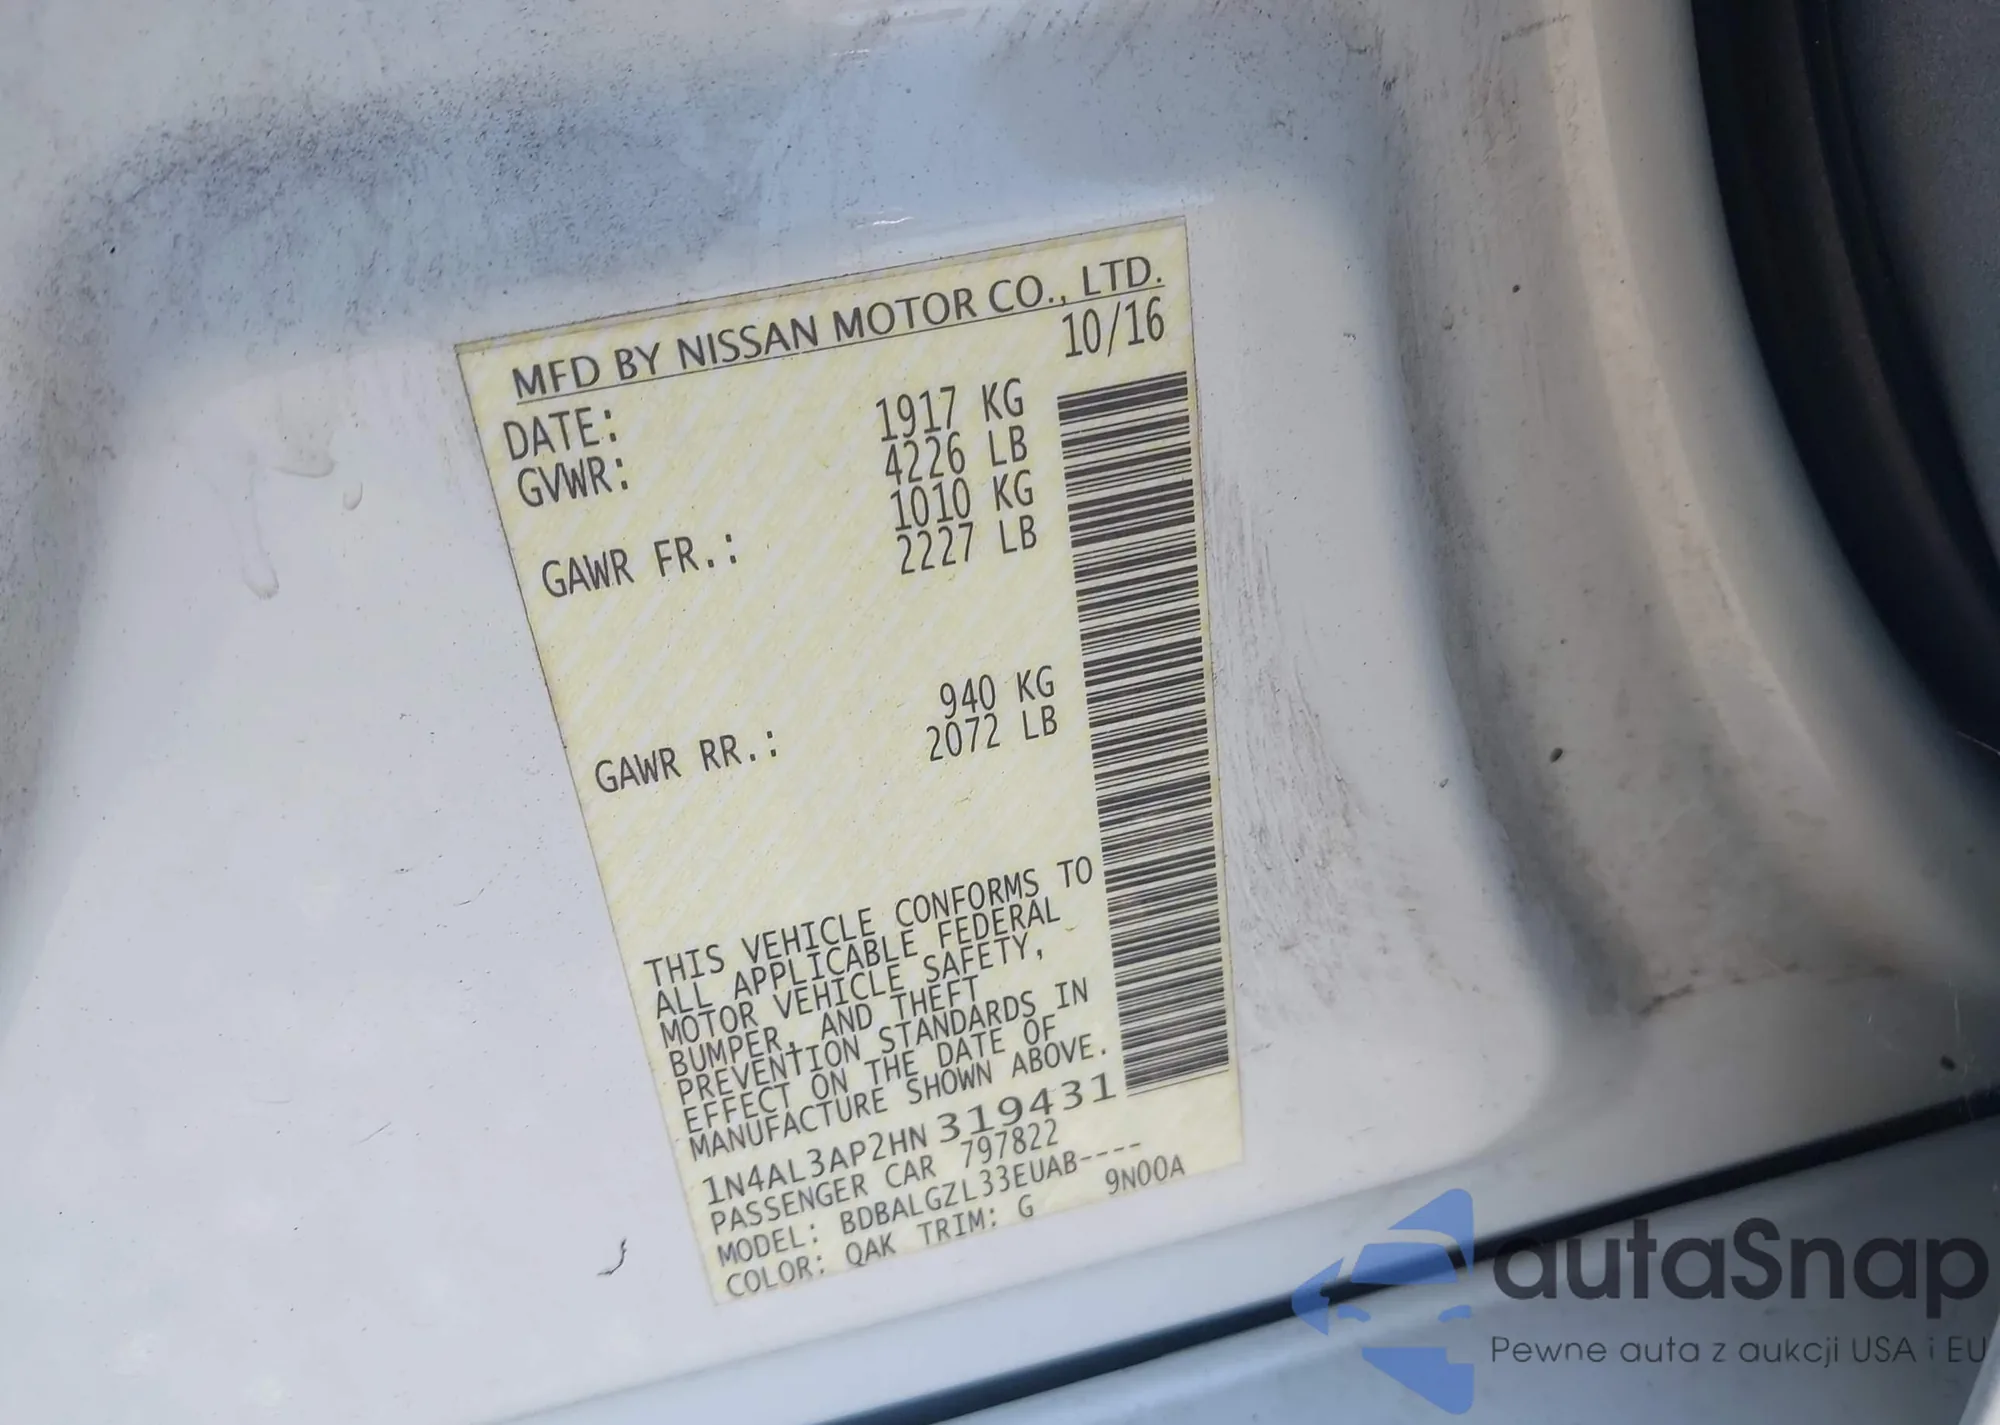 MFD BY NISSAN MOTOR CO., LTD.
DATE: 10/16
GVWR: 1917 KG
4226 LB
GAWR FR.: 1010 KG
2227 LB
GAWR RR.: 940 KG
2072 LB
THIS VEHICLE CONFORMS TO
ALL APPLICABLE FEDERAL
MOTOR VEHICLE SAFETY,
BUMPER, AND THEFT
PREVENTION STANDARDS IN
EFFECT ON THE DATE OF
MANUFACTURE SHOWN ABOVE.
1N4AL3AP2HN 319431
PASSENGER CAR 797822
MODEL: BDBALGZL33EUAB----
COLOR: QAK TRIM: G 9N00A
autaSnap
Pewne auta z aukcji USA i EU